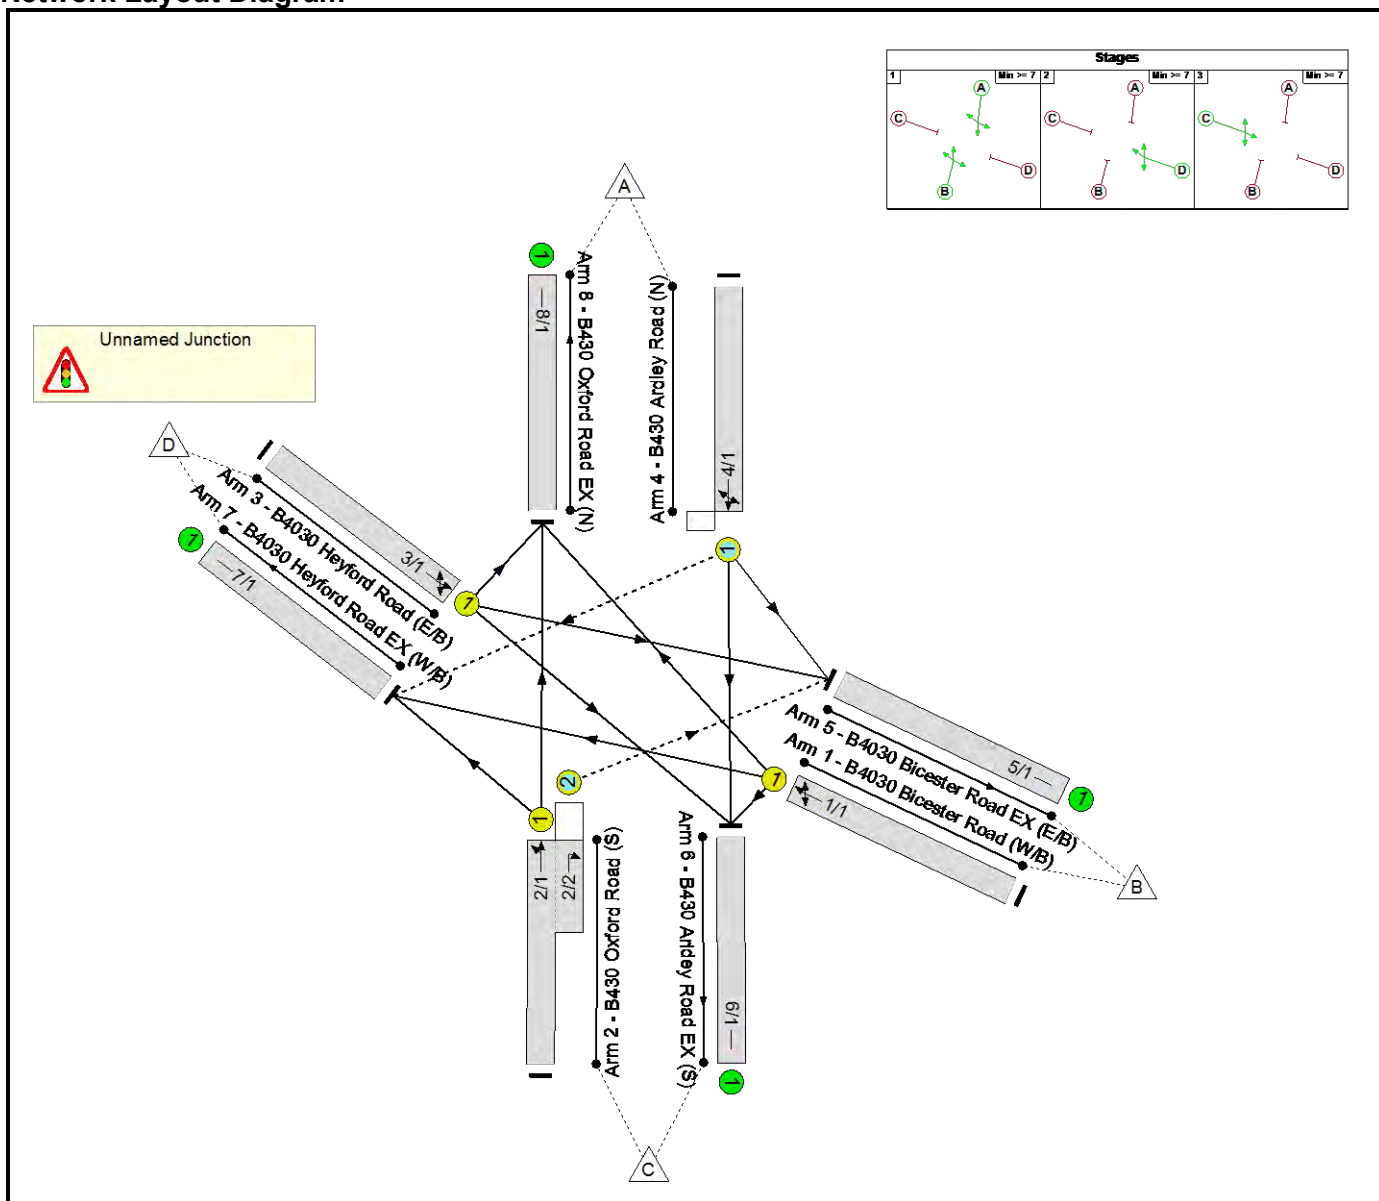 Network Layout Diagram
Stages
1
Min >= 7
2
Min >= 7
3
Min >= 7
A
C
D
B
A
C
D
B
A
C
D
B
A
Unnamed Junction
1
8/1
Arm 8 - B430 Oxford Road EX (N)
Arm 4 - B430 Ardley Road (N)
4/1
1
D
Arm 3 - B4030 Heyford Road (E/B)
3/1
1
Arm 7 - B4030 Heyford Road EX (W/B)
1
7/1
5/1
Arm 5 - B4030 Bicester Road EX (E/B)
1
Arm 1 - B4030 Bicester Road (W/B)
1/1
1
B
2
1
2/1
2/2
Arm 2 - B430 Oxford Road (S)
Arm 6 - B430 Ardley Road EX (S)
6/1
1
C